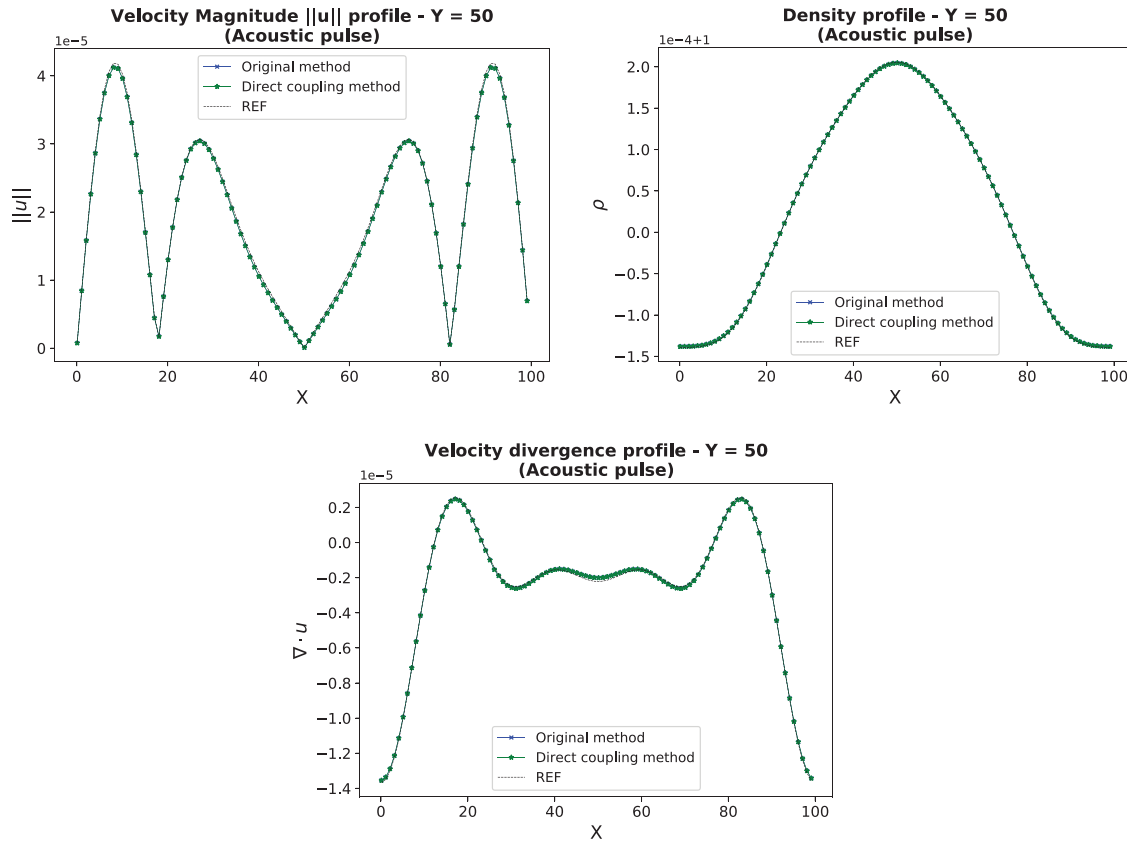 Velocity Magnitude ||u|| profile - Y = 50
(Acoustic pulse)
1e-5
Original method
Direct coupling method
REF
4
3
2
1
0
||u||
0 20 40 60 80 100
X
Density profile - Y = 50
(Acoustic pulse)
1e-4+1
2.0
1.5
1.0
0.5
0.0
−0.5
−1.0
−1.5
ρ
Original method
Direct coupling method
REF
0 20 40 60 80 100
X
Velocity divergence profile - Y = 50
(Acoustic pulse)
1e-5
0.2
0.0
−0.2
−0.4
−0.6
−0.8
−1.0
−1.2
−1.4
∇ · u
Original method
Direct coupling method
REF
0 20 40 60 80 100
X